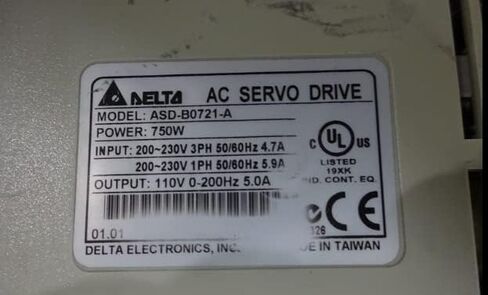 DELTA AC SERVO DRIVE
MODEL: ASD-B0721-A
POWER: 750W
INPUT: 200~230V 3PH 50/60Hz 4.7A
200~230V 1PH 50/60Hz 5.9A
OUTPUT: 110V 0-200Hz 5.0A
C UL US
LISTED
19XK
IND. CONT. EQ.
01.01
DELTA ELECTRONICS, INC. IN TAIWAN